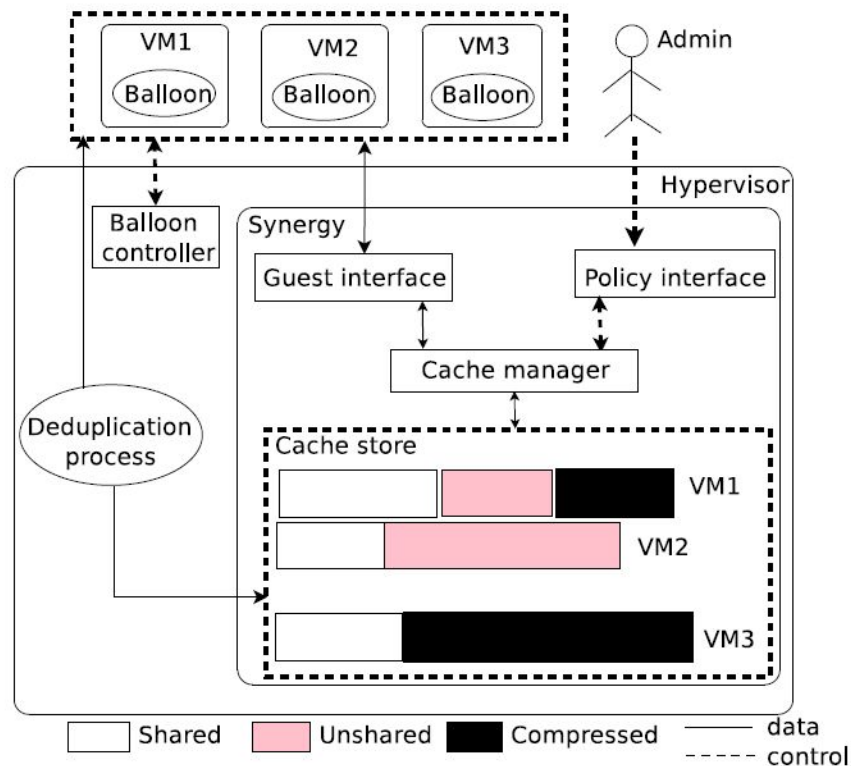 VM1
VM2
VM3
Balloon
Balloon
Balloon
Admin
Hypervisor
Balloon
controller
Synergy
Guest interface
Policy interface
Cache manager
Deduplication
process
Cache store
VM1
VM2
VM3
Shared
Unshared
Compressed
data
control